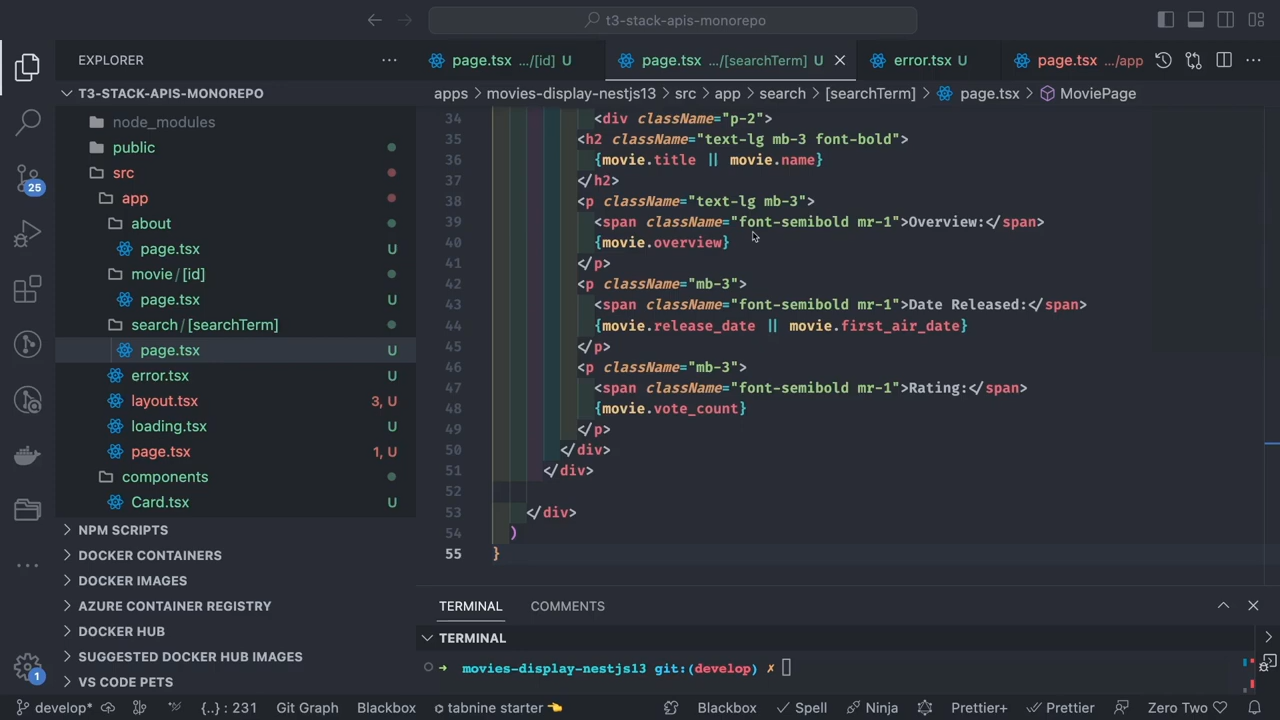 t3-stack-apis-monorepo
EXPLORER
page.tsx .../[id] U
page.tsx .../[searchTerm] U
error.tsx U
page.tsx .../app
T3-STACK-APIS-MONOREPO
apps > movies-display-nestjs13 > src > app > search > [searchTerm] > page.tsx > MoviePage
node_modules
public
src
app
about
page.tsx U
movie/[id]
page.tsx U
search/[searchTerm]
page.tsx U
error.tsx U
layout.tsx 3, U
loading.tsx U
page.tsx 1, U
components
Card.tsx U
NPM SCRIPTS
DOCKER CONTAINERS
DOCKER IMAGES
AZURE CONTAINER REGISTRY
DOCKER HUB
SUGGESTED DOCKER HUB IMAGES
VS CODE PETS
25
1
34 <div className="p-2">
35 <h2 className="text-lg mb-3 font-bold">
36 {movie.title || movie.name}
37 </h2>
38 <p className="text-lg mb-3">
39 <span className="font-semibold mr-1">Overview:</span>
40 {movie.overview}
41 </p>
42 <p className="mb-3">
43 <span className="font-semibold mr-1">Date Released:</span>
44 {movie.release_date || movie.first_air_date}
45 </p>
46 <p className="mb-3">
47 <span className="font-semibold mr-1">Rating:</span>
48 {movie.vote_count}
49 </p>
50 </div>
51 </div>
52
53 </div>
54 )
55 }
TERMINAL COMMENTS
TERMINAL
movies-display-nestjs13 git:(develop) ✗
develop* {..} : 231 Git Graph Blackbox tabnine starter 👈 Blackbox Spell Ninja Prettier+ Prettier Zero Two